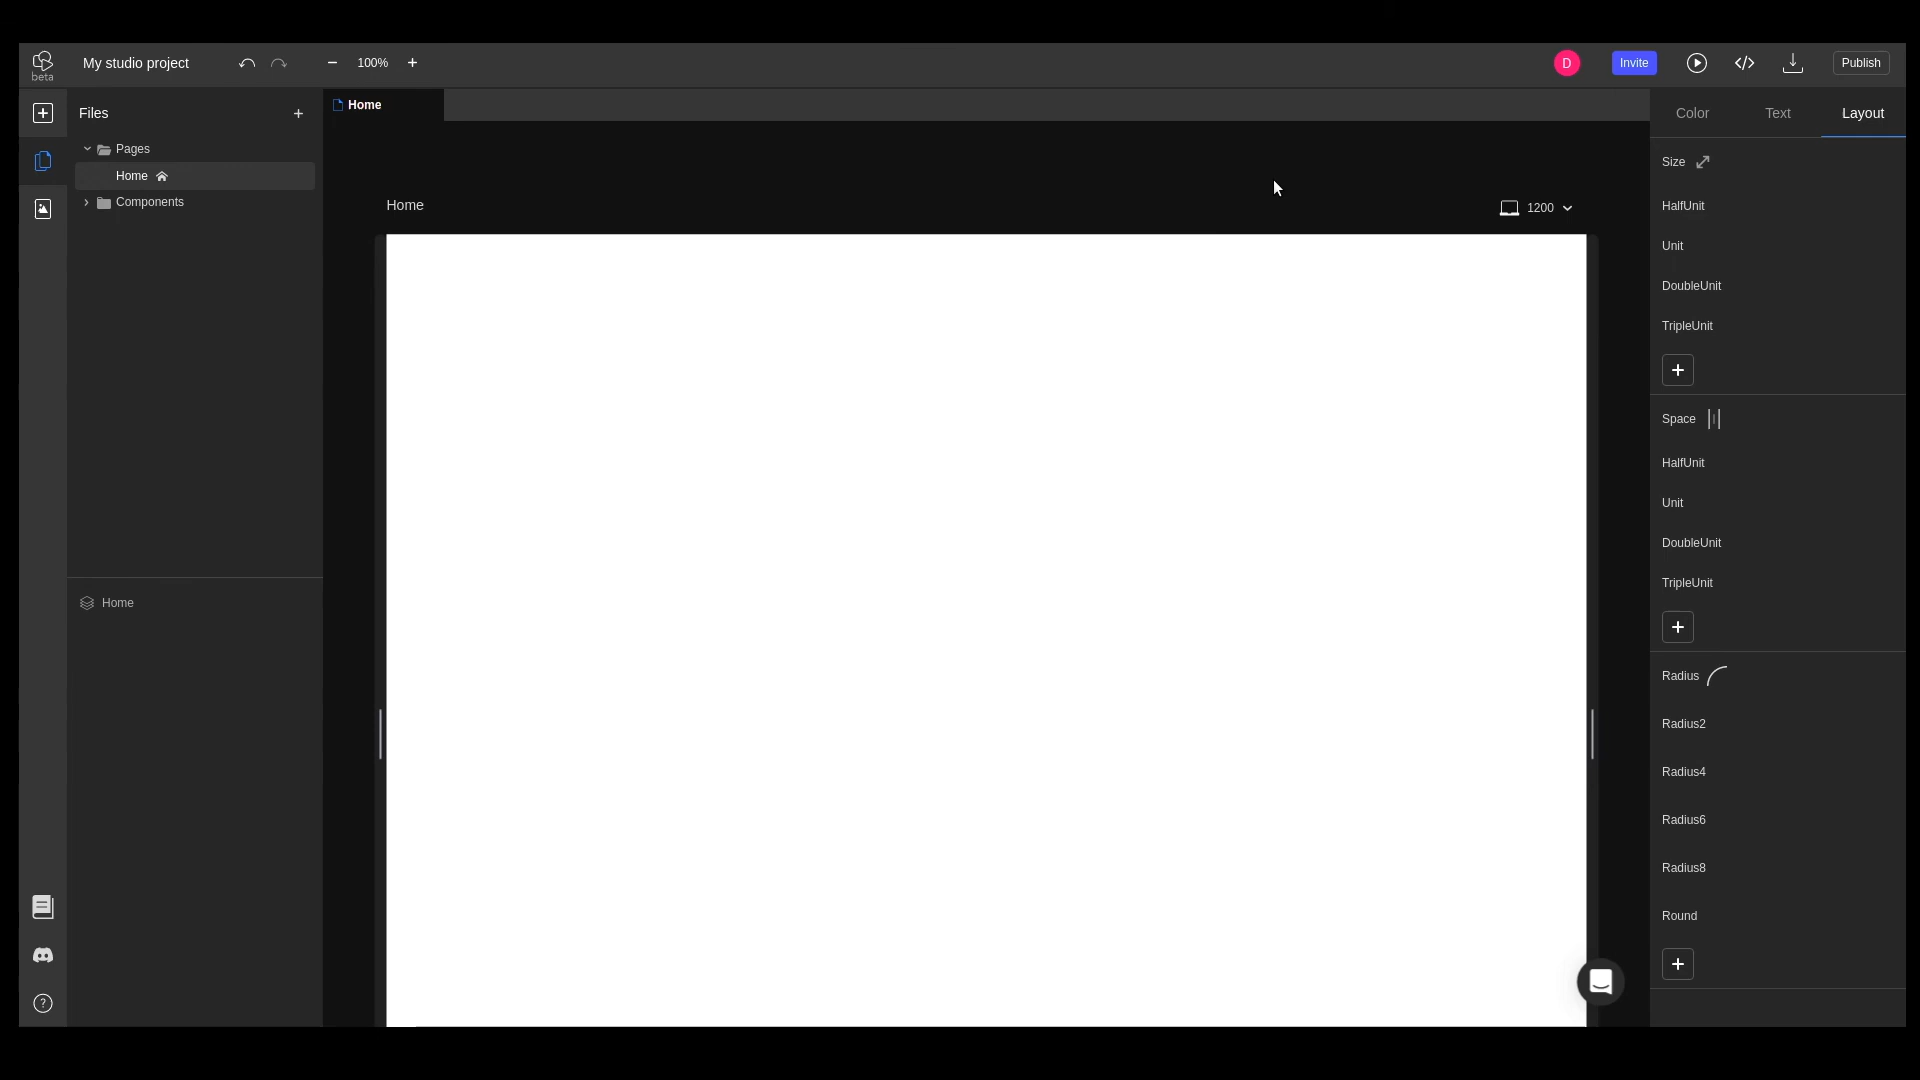 beta
My studio project
100%
D
Invite
Publish
Files
Pages
Home
Components
Home
Home
Home
1200
Color
Text
Layout
Size
HalfUnit
Unit
DoubleUnit
TripleUnit
Space
HalfUnit
Unit
DoubleUnit
TripleUnit
Radius
Radius2
Radius4
Radius6
Radius8
Round